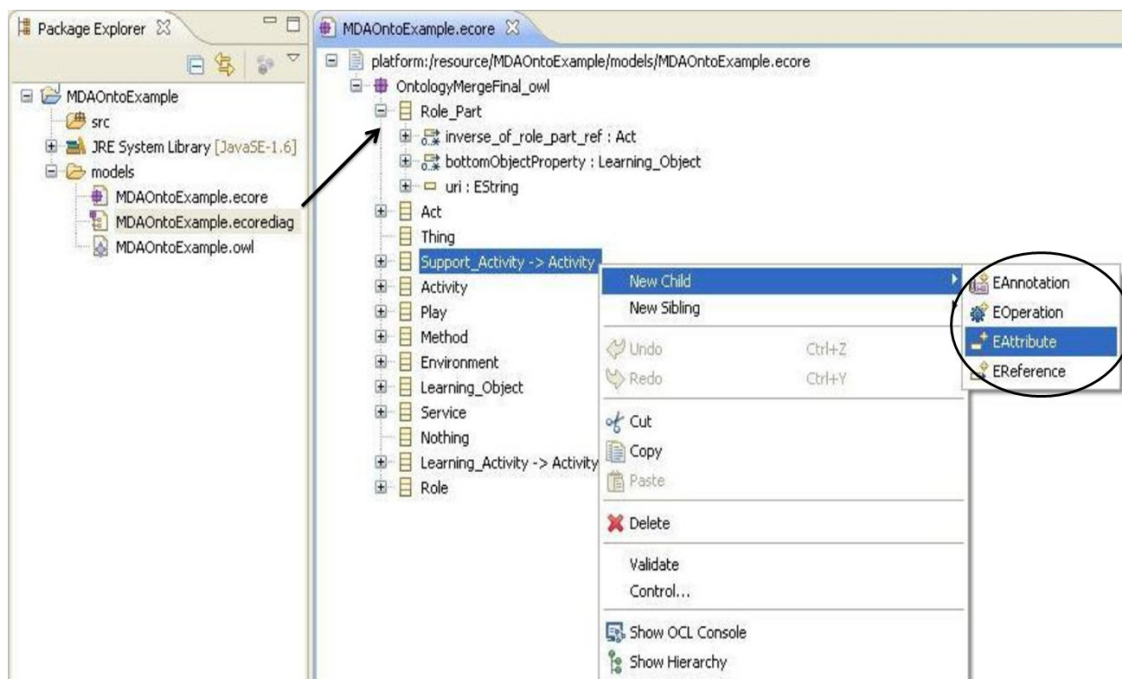 Package Explorer
MDAOntoExample
src
JRE System Library [JavaSE-1.6]
models
MDAOntoExample.ecore
MDAOntoExample.ecorediag
MDAOntoExample.owl
MDAOntoExample.ecore
platform:/resource/MDAOntoExample/models/MDAOntoExample.ecore
OntologyMergeFinal_owl
Role_Part
inverse_of_role_part_ref : Act
bottomObjectProperty : Learning_Object
uri : EString
Act
Thing
Support_Activity -> Activity
Activity
Play
Method
Environment
Learning_Object
Service
Nothing
Learning_Activity -> Activity
Role
New Child
New Sibling
Undo Ctrl+Z
Redo Ctrl+Y
Cut
Copy
Paste
Delete
Validate
Control...
Show OCL Console
Show Hierarchy
EAnnotation
EOperation
EAttribute
EReference